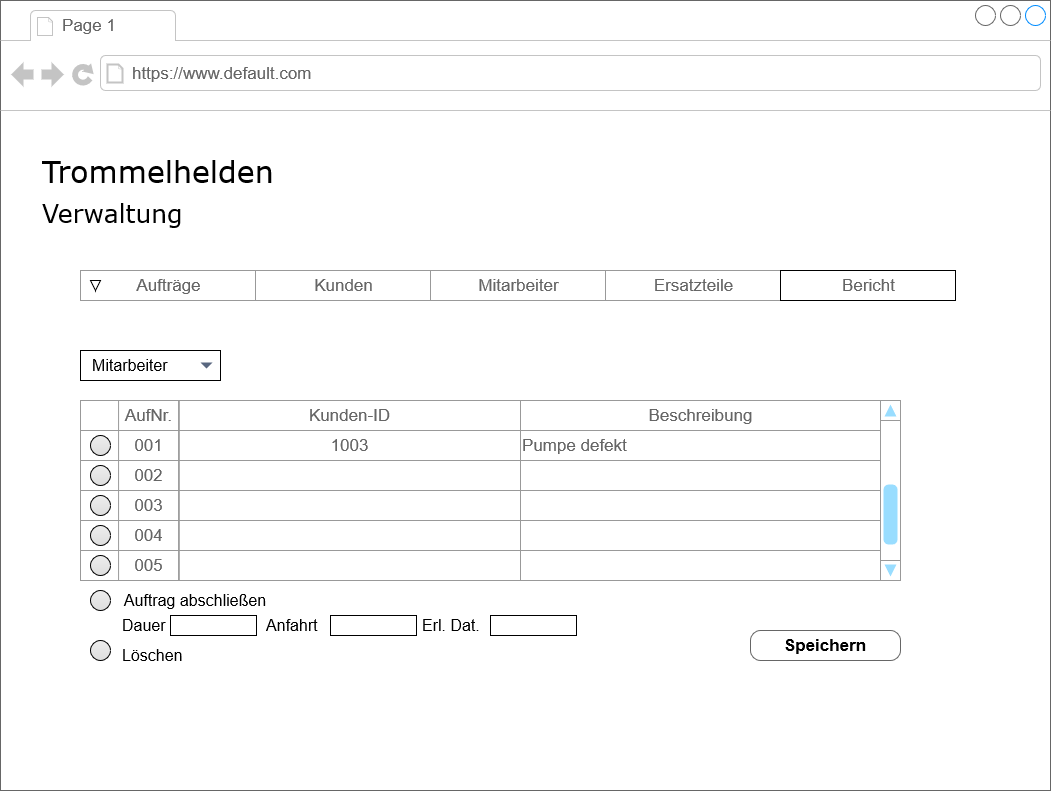 Page 1
https://www.default.com
Trommelhelden
Verwaltung
▽ Aufträge Kunden Mitarbeiter Ersatzteile Bericht
Mitarbeiter
AufNr. Kunden-ID Beschreibung
001 1003 Pumpe defekt
002
003
004
005
Auftrag abschließen
Dauer Anfahrt Erl. Dat.
Speichern
Löschen